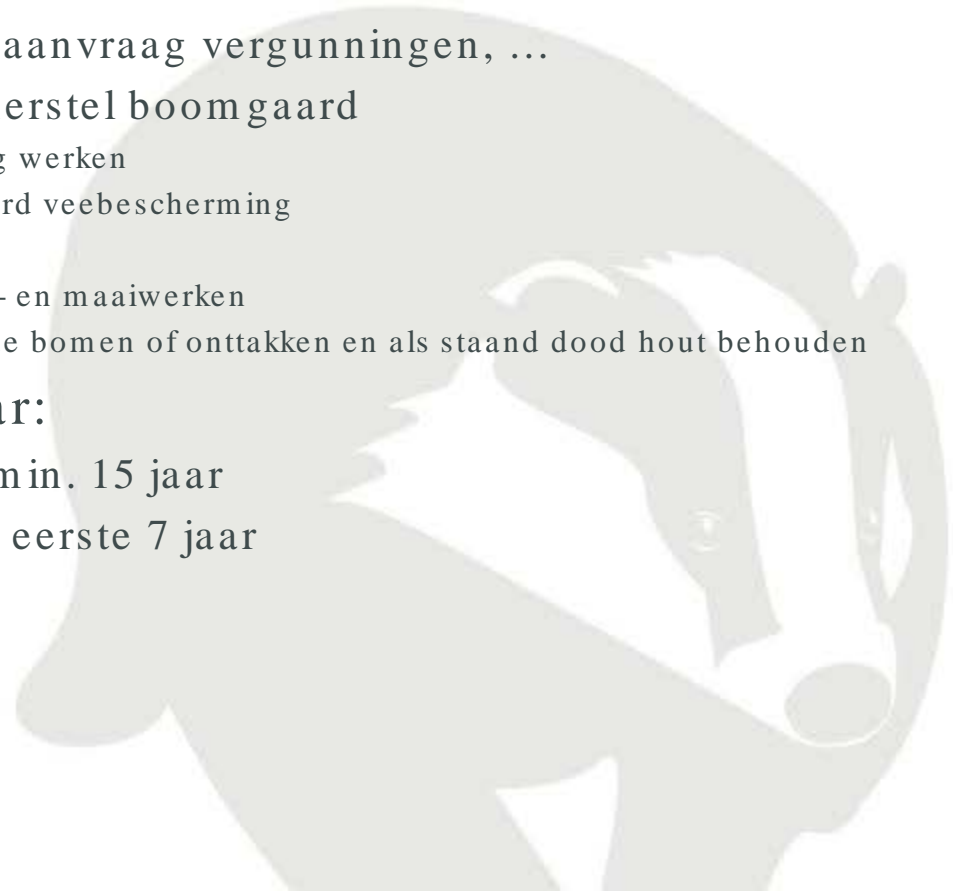 aanvraag vergunningen, ...
erstel boomgaard
g werken
rd veebescherming
- en maaiwerken
e bomen of onttakken en als staand dood hout behouden
ar:
min. 15 jaar
eerste 7 jaar